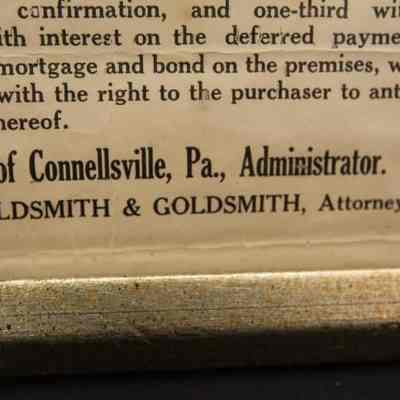 confirmation, and one-third
ith interest on the deferred payme
mortgage and bond on the premises, w
with the right to the purchaser to ant
hereof.
of Connellsville, Pa., Administrator.
LDSMITH & GOLDSMITH, Attorney